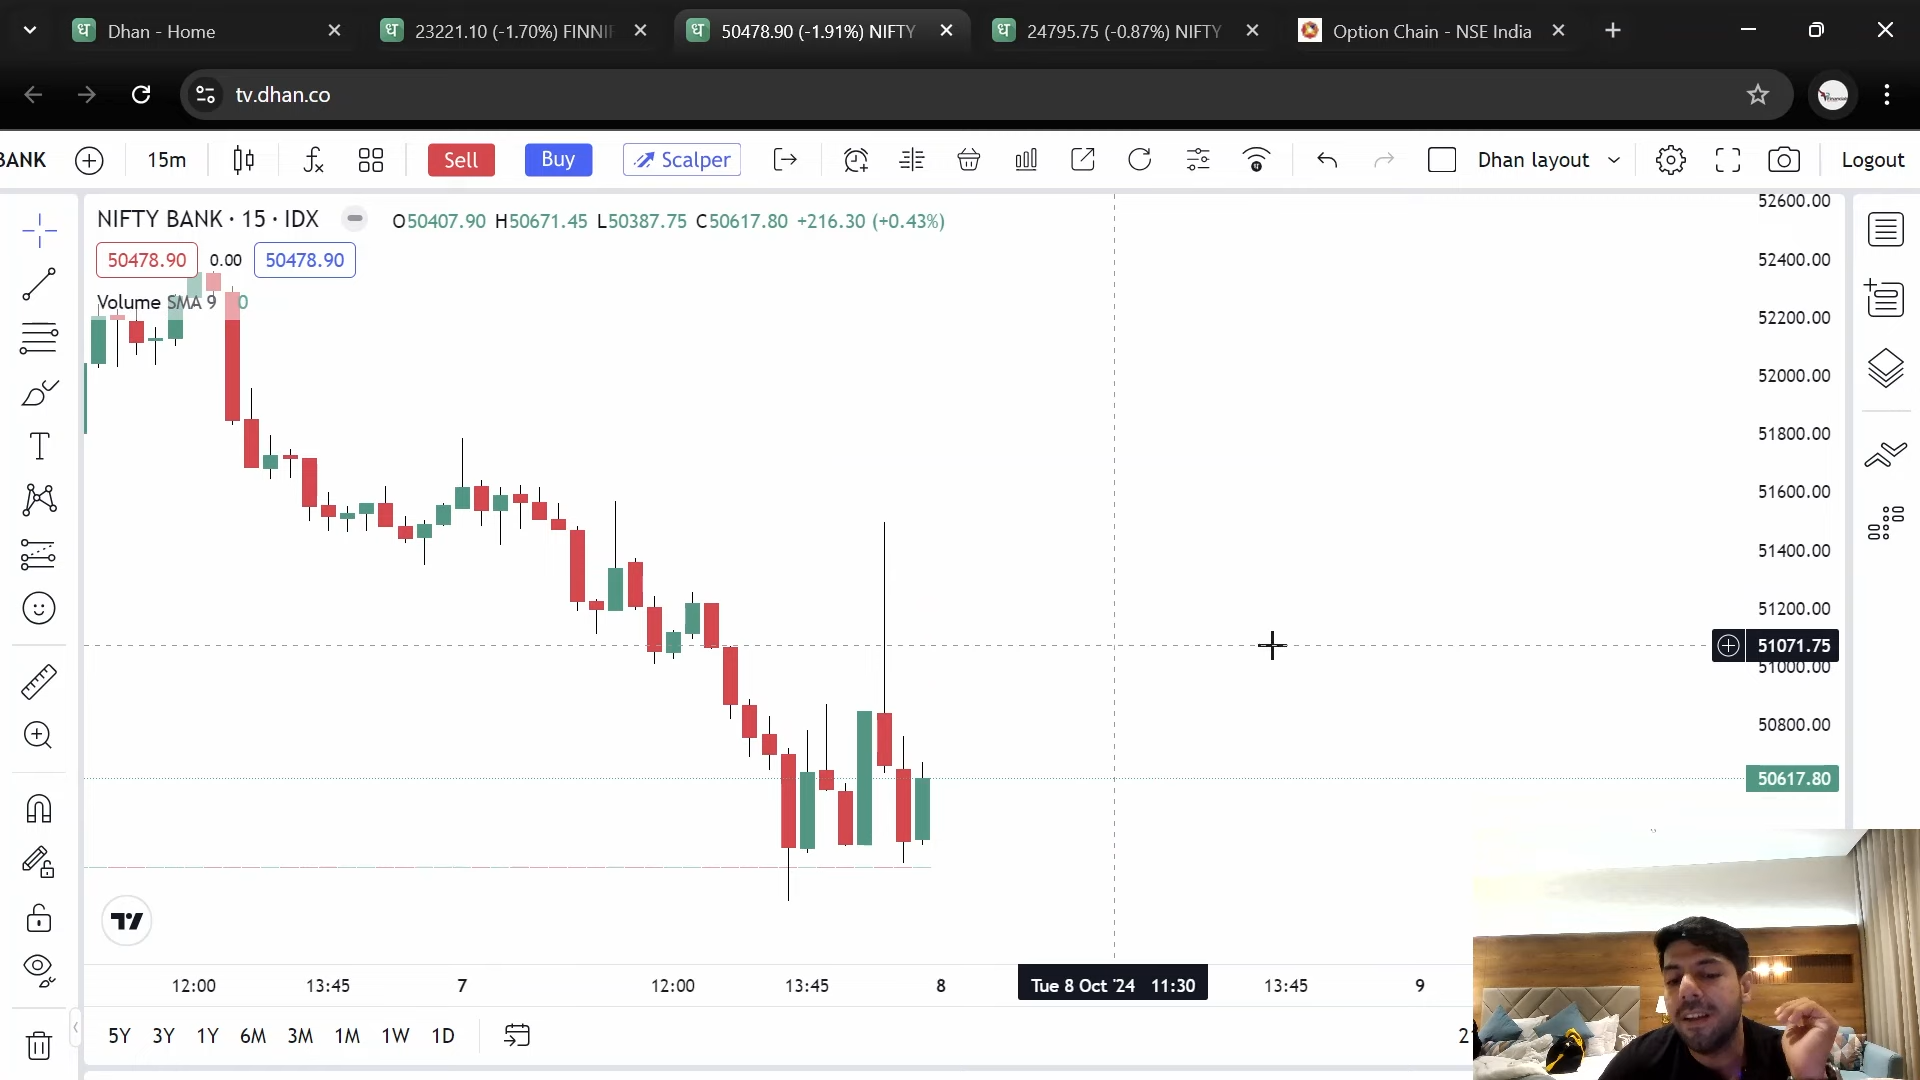 Dhan - Home
23221.10 (-1.70%) FINNIF
50478.90 (-1.91%) NIFTY
24795.75 (-0.87%) NIFTY
Option Chain - NSE India
tv.dhan.co
BANK
15m
Sell
Buy
Scalper
Dhan layout
Logout
NIFTY BANK · 15 · IDX
O50407.90 H50671.45 L50387.75 C50617.80 +216.30 (+0.43%)
50478.90
0.00
50478.90
Volume SMA 9 0
52600.00
52400.00
52200.00
52000.00
51800.00
51600.00
51400.00
51200.00
51071.75
51000.00
50800.00
50617.80
12:00
13:45
7
12:00
13:45
8
Tue 8 Oct '24 11:30
13:45
9
5Y
3Y
1Y
6M
3M
1M
1W
1D